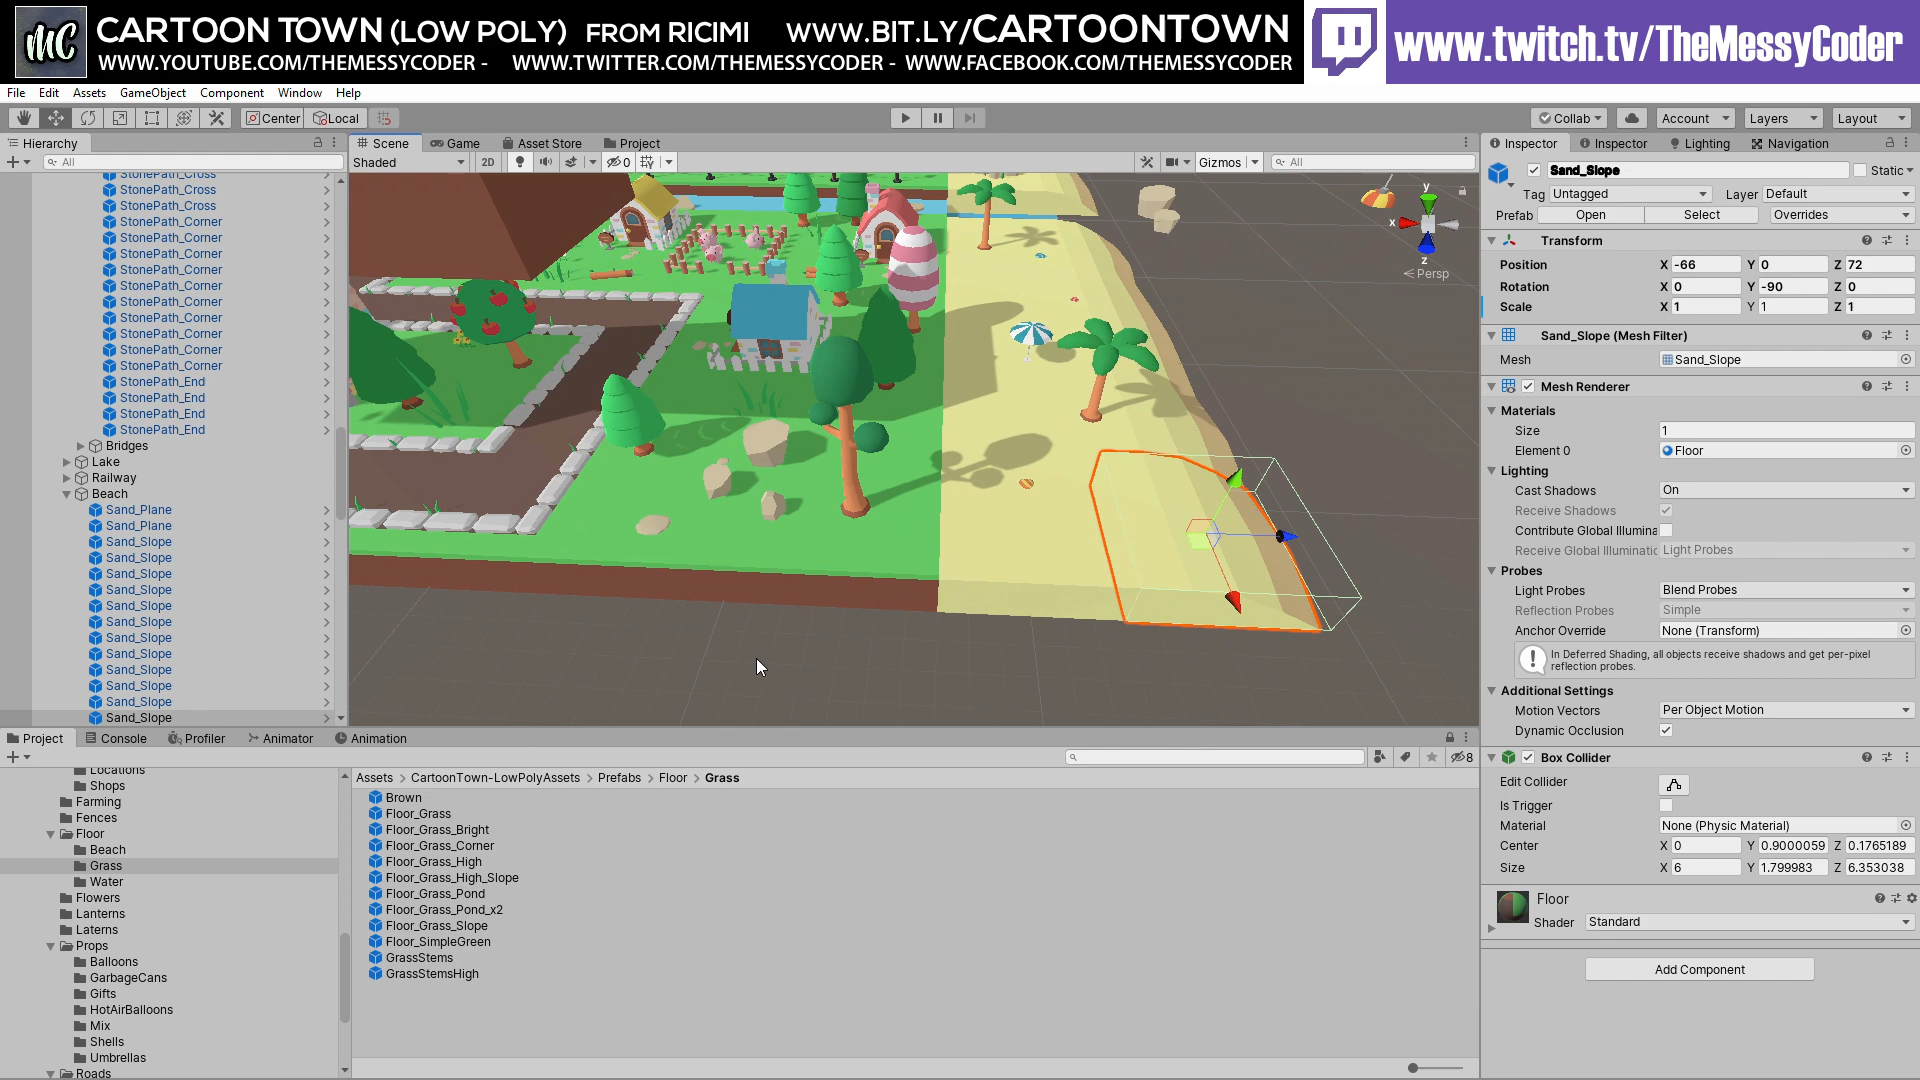 MC
CARTOON TOWN (LOW POLY) FROM RICIMI WWW.BIT.LY/CARTOONTOWN
WWW.YOUTUBE.COM/THEMESSYCODER - WWW.TWITTER.COM/THEMESSYCODER - WWW.FACEBOOK.COM/THEMESSYCODER
www.twitch.tv/TheMessyCoder
File Edit Assets GameObject Component Window Help
Center Local
Collab Account Layers Layout
Hierarchy
All
StonePath_Cross
StonePath_Cross
StonePath_Cross
StonePath_Corner
StonePath_Corner
StonePath_Corner
StonePath_Corner
StonePath_Corner
StonePath_Corner
StonePath_Corner
StonePath_Corner
StonePath_Corner
StonePath_Corner
StonePath_End
StonePath_End
StonePath_End
StonePath_End
Bridges
Lake
Railway
Beach
Sand_Plane
Sand_Plane
Sand_Slope
Sand_Slope
Sand_Slope
Sand_Slope
Sand_Slope
Sand_Slope
Sand_Slope
Sand_Slope
Sand_Slope
Sand_Slope
Sand_Slope
Sand_Slope
Scene Game Asset Store Project
Shaded 2D 0 Gizmos All
y
x
z
Persp
Inspector Inspector Lighting Navigation
Sand_Slope Static
Tag Untagged Layer Default
Prefab Open Select Overrides
Transform
Position X -66 Y 0 Z 72
Rotation X 0 Y -90 Z 0
Scale X 1 Y 1 Z 1
Sand_Slope (Mesh Filter)
Mesh Sand_Slope
Mesh Renderer
Materials
Size 1
Element 0 Floor
Lighting
Cast Shadows On
Receive Shadows
Contribute Global Illumina
Receive Global Illuminatic Light Probes
Probes
Light Probes Blend Probes
Reflection Probes Simple
Anchor Override None (Transform)
In Deferred Shading, all objects receive shadows and get per-pixel
reflection probes.
Additional Settings
Motion Vectors Per Object Motion
Dynamic Occlusion
Box Collider
Edit Collider
Is Trigger
Material None (Physic Material)
Center X 0 Y 0.9000059 Z 0.1765189
Size X 6 Y 1.799983 Z 6.353038
Floor
Shader Standard
Add Component
Project Console Profiler Animator Animation
8
Locations
Shops
Farming
Fences
Floor
Beach
Grass
Water
Flowers
Lanterns
Laterns
Props
Balloons
GarbageCans
Gifts
HotAirBalloons
Mix
Shells
Umbrellas
Roads
Assets > CartoonTown-LowPolyAssets > Prefabs > Floor > Grass
Brown
Floor_Grass
Floor_Grass_Bright
Floor_Grass_Corner
Floor_Grass_High
Floor_Grass_High_Slope
Floor_Grass_Pond
Floor_Grass_Pond_x2
Floor_Grass_Slope
Floor_SimpleGreen
GrassStems
GrassStemsHigh